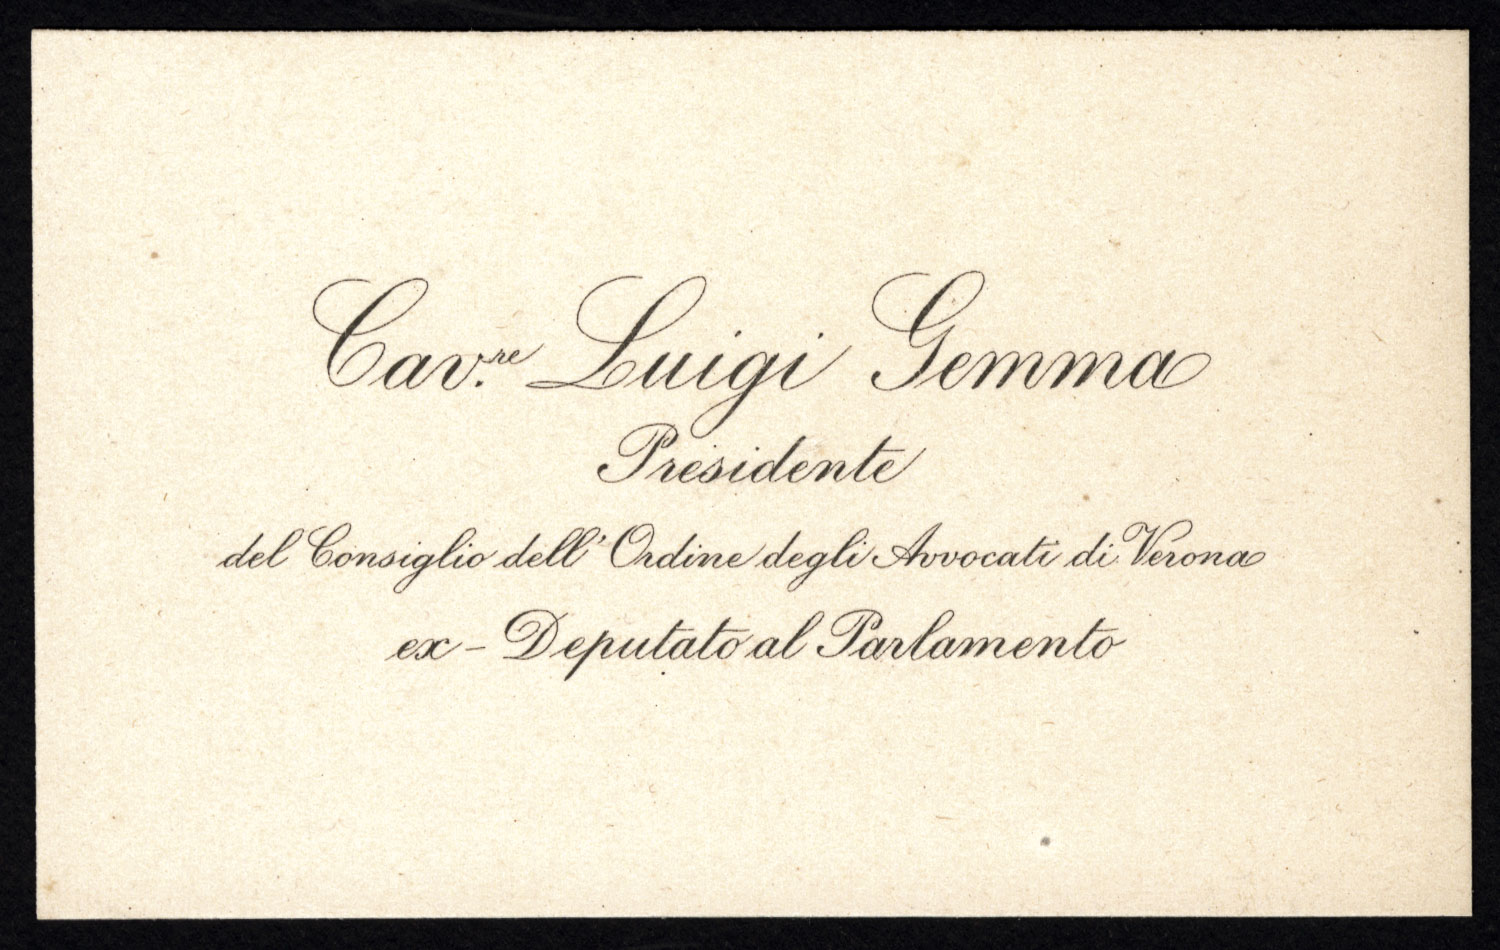 Cav.re Luigi Gemma
Presidente
del Consiglio dell'Ordine degli Avvocati di Verona
ex-Deputato al Parlamento